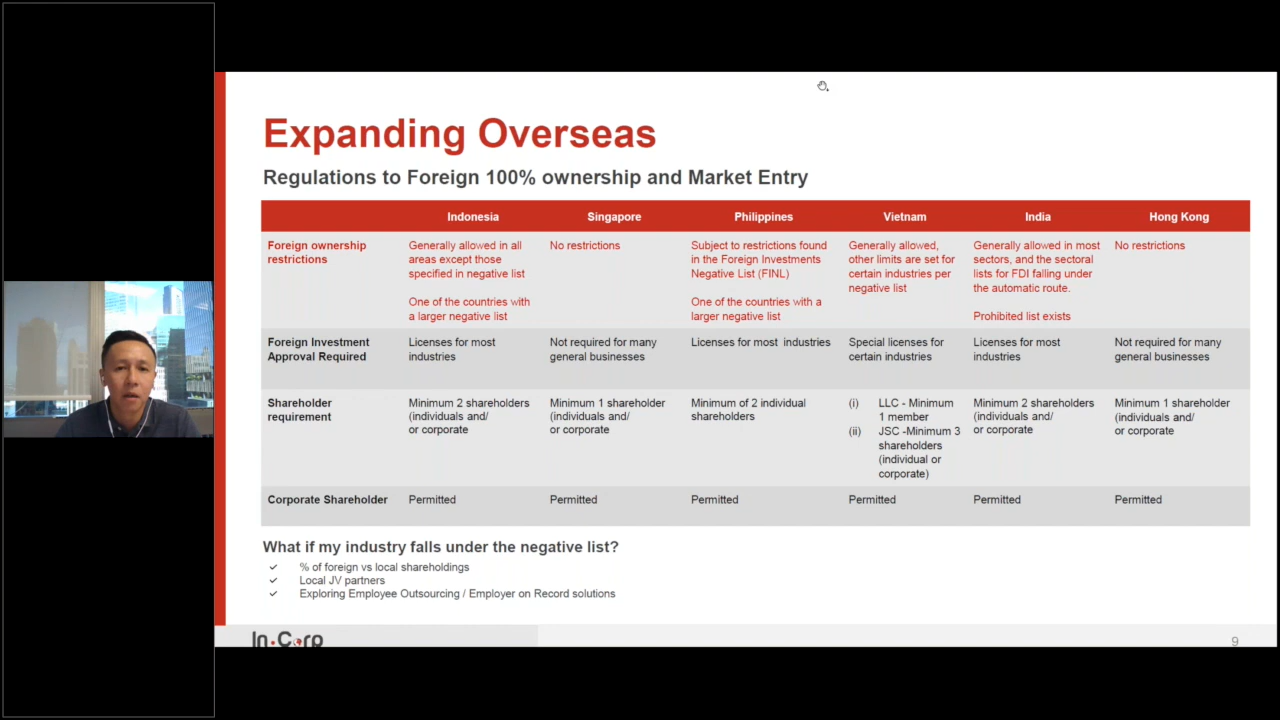 Expanding Overseas
Regulations to Foreign 100% ownership and Market Entry
Indonesia Singapore Philippines Vietnam India Hong Kong
Foreign ownership
restrictions
Generally allowed in all
areas except those
specified in negative list
One of the countries with
a larger negative list
No restrictions
Subject to restrictions found
in the Foreign Investments
Negative List (FINL)
One of the countries with a
larger negative list
Generally allowed,
other limits are set for
certain industries per
negative list
Generally allowed in most
sectors, and the sectoral
lists for FDI falling under
the automatic route.
Prohibited list exists
No restrictions
Foreign Investment
Approval Required
Licenses for most
industries
Not required for many
general businesses
Licenses for most industries
Special licenses for
certain industries
Licenses for most
industries
Not required for many
general businesses
Shareholder
requirement
Minimum 2 shareholders
(individuals and/
or corporate
Minimum 1 shareholder
(individuals and/
or corporate
Minimum of 2 individual
shareholders
(i) LLC - Minimum
1 member
(ii) JSC -Minimum 3
shareholders
(individual or
corporate)
Minimum 2 shareholders
(individuals and/
or corporate
Minimum 1 shareholder
(individuals and/
or corporate
Corporate Shareholder
Permitted
Permitted
Permitted
Permitted
Permitted
Permitted
What if my industry falls under the negative list?
✓ % of foreign vs local shareholdings
✓ Local JV partners
✓ Exploring Employee Outsourcing / Employer on Record solutions
In.Corp
9